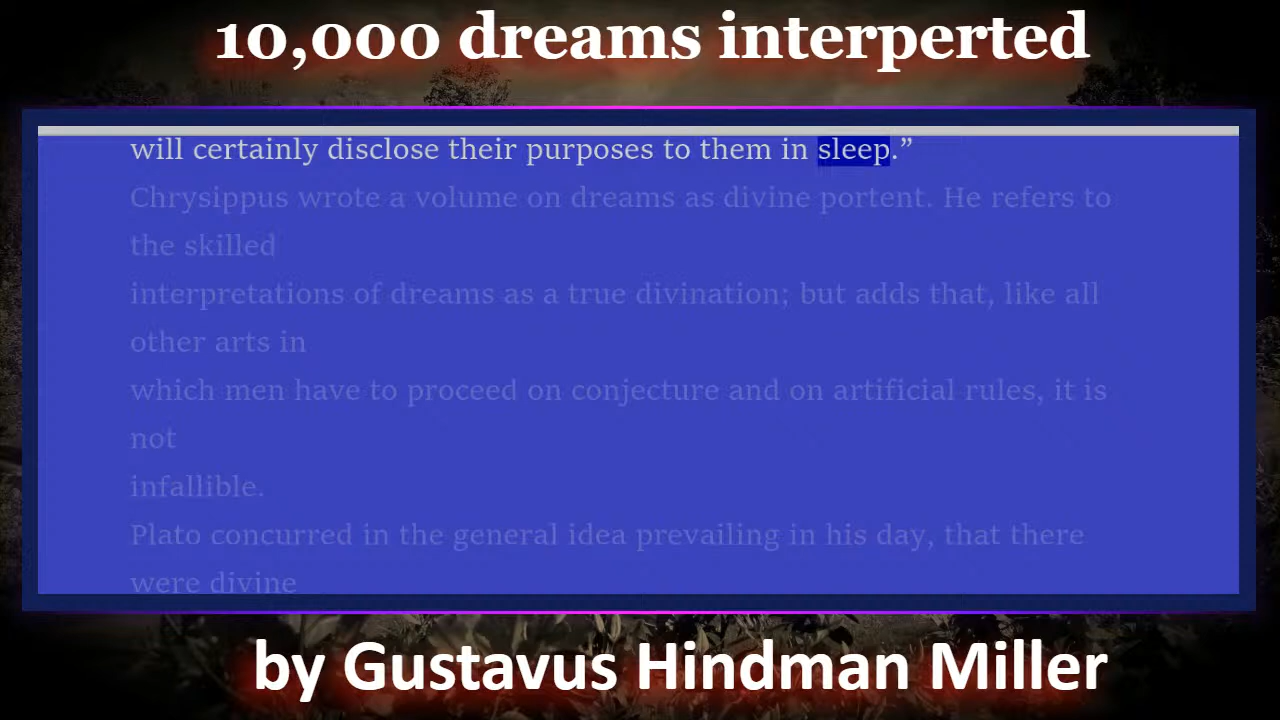 10,000 dreams interperted
will certainly disclose their purposes to them in sleep.”
Chrysippus wrote a volume on dreams as divine portent. He refers to
the skilled
interpretations of dreams as a true divination; but adds that, like all
other arts in
which men have to proceed on conjecture and on artificial rules, it is
not
infallible.
Plato concurred in the general idea prevailing in his day, that there
were divine
by Gustavus Hindman Miller